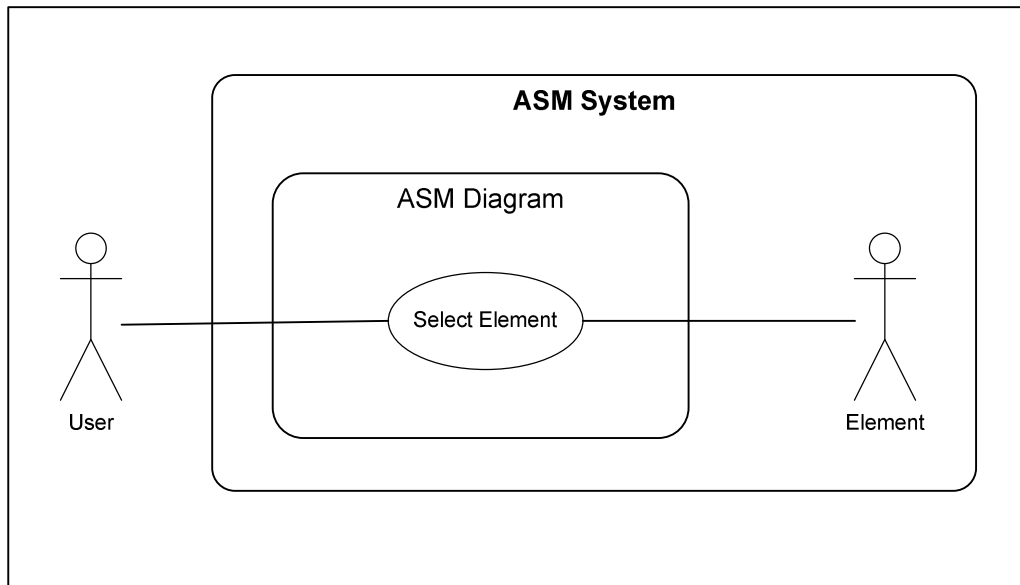 ASM System
ASM Diagram
Select Element
User
Element